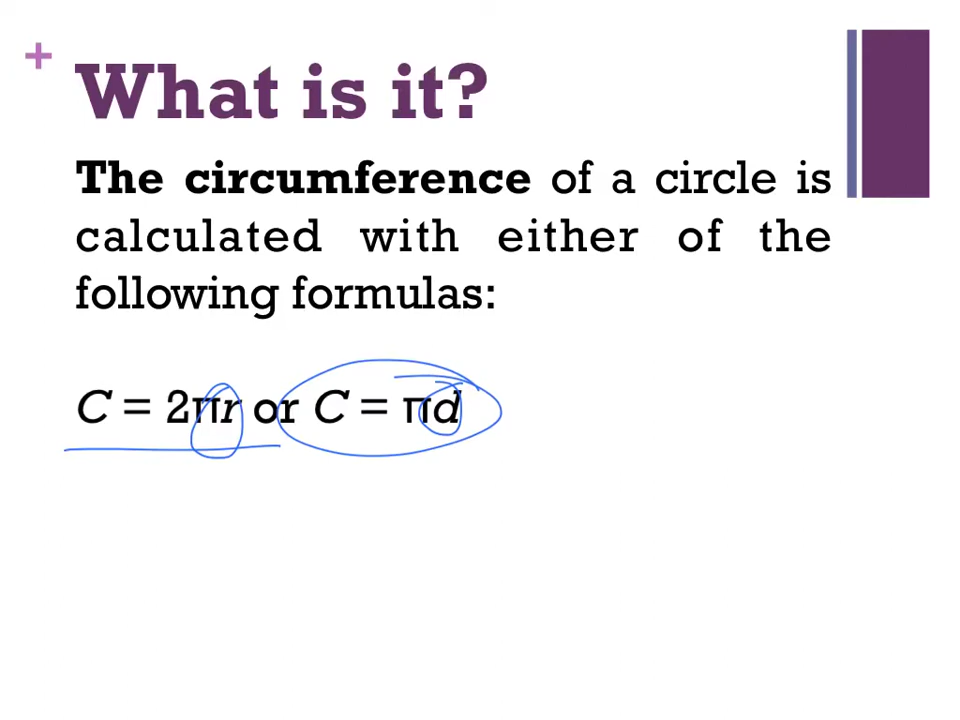 +
What is it?
The circumference of a circle is
calculated with either of the
following formulas:
C = 2πr or C = πd